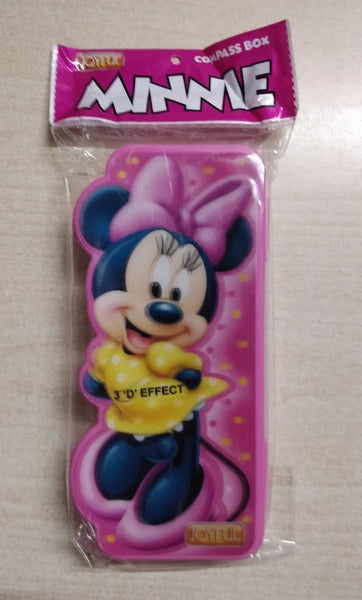 JOYFUL
COMPASS BOX
MINNIE
3 'D' EFFECT
JOYFUL